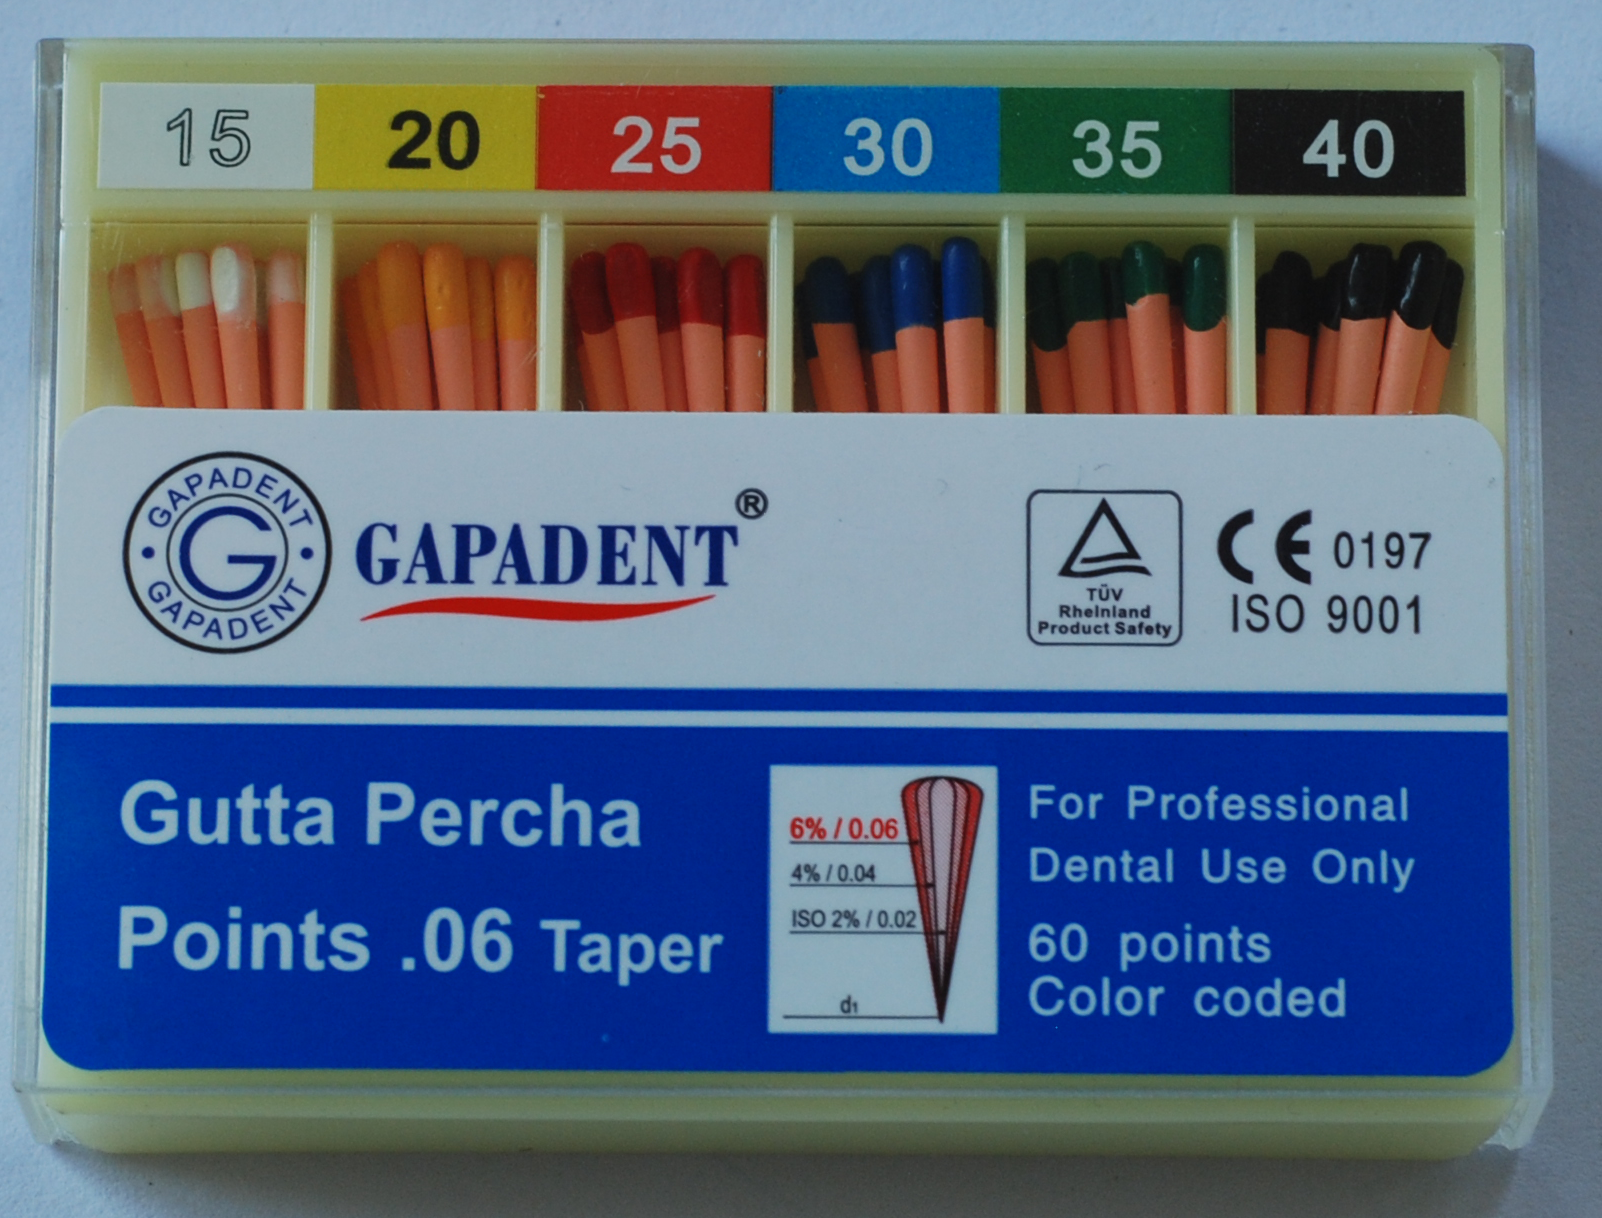 15 20 25 30 35 40
GAPADENT
G
GAPADENT
GAPADENT®
TÜV
Rheinland
Product Safety
CE 0197
ISO 9001
Gutta Percha
Points .06 Taper
6% / 0.06
4% / 0.04
ISO 2% / 0.02
d1
For Professional
Dental Use Only
60 points
Color coded